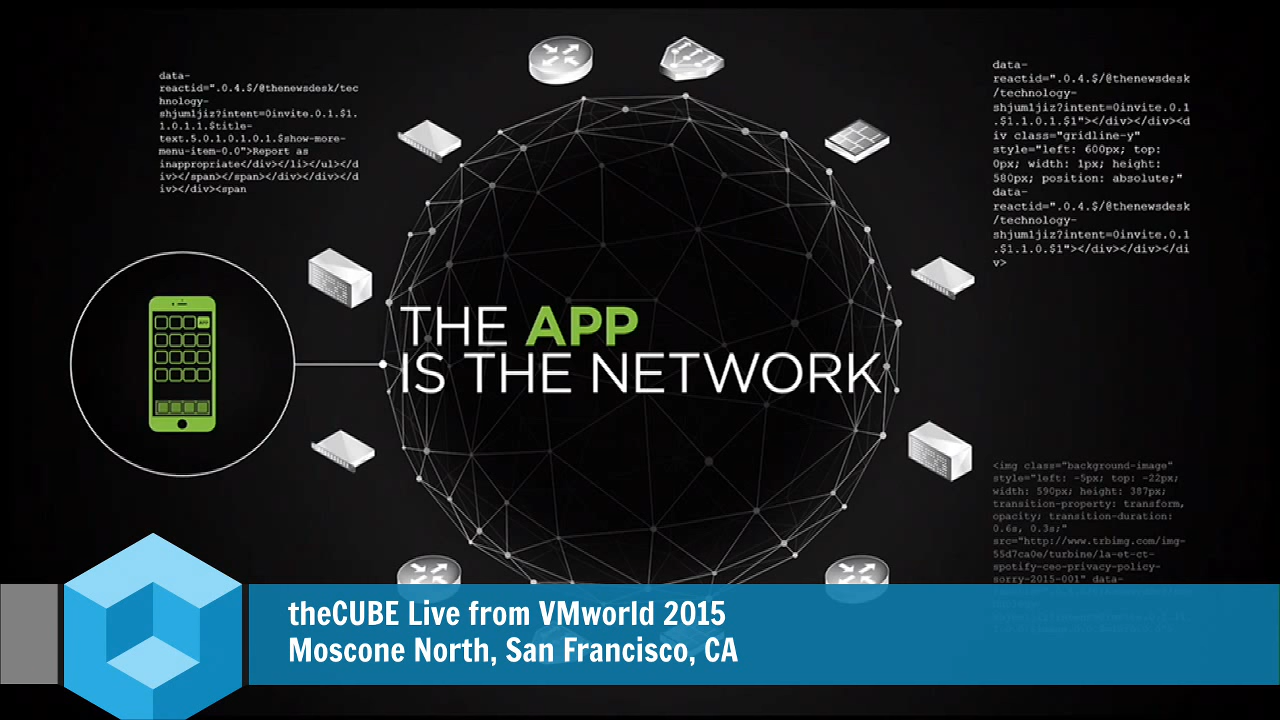 data-
reactid=".0.4.$/@thenewsdesk/tec
hnology-
shjum1jiz?intent=0invite.0.1.$1.
1.0.1.1.$title-
text.5.0.1.0.1.0.1.$show-more-
menu-item-0.0">Report as
inappropriate</div></li></ul></d
iv></span></span></div></div></d
iv></div><span
data-
reactid=".0.4.$/@thenewsdesk
/technology-
shjum1jiz?intent=0invite.0.1
.$1.1.0.1.$1"></div></div><d
iv class="gridline-y"
style="left: 600px; top:
0px; width: 1px; height:
580px; position: absolute;"
data-
reactid=".0.4.$/@thenewsdesk
/technology-
shjum1jiz?intent=0invite.0.1
.$1.1.0.$1"></div></div></di
v>
APP
THE APP
IS THE NETWORK
<img class="background-image"
style="left: -5px; top: -22px;
width: 590px; height: 387px;
transition-property: transform,
opacity; transition-duration:
0.6s, 0.3s;"
src="http://www.trbimg.com/img-
55d7ca0e/turbine/la-et-ct-
spotify-ceo-privacy-policy-
sorry-2015-001" data-
theCUBE Live from VMworld 2015
Moscone North, San Francisco, CA